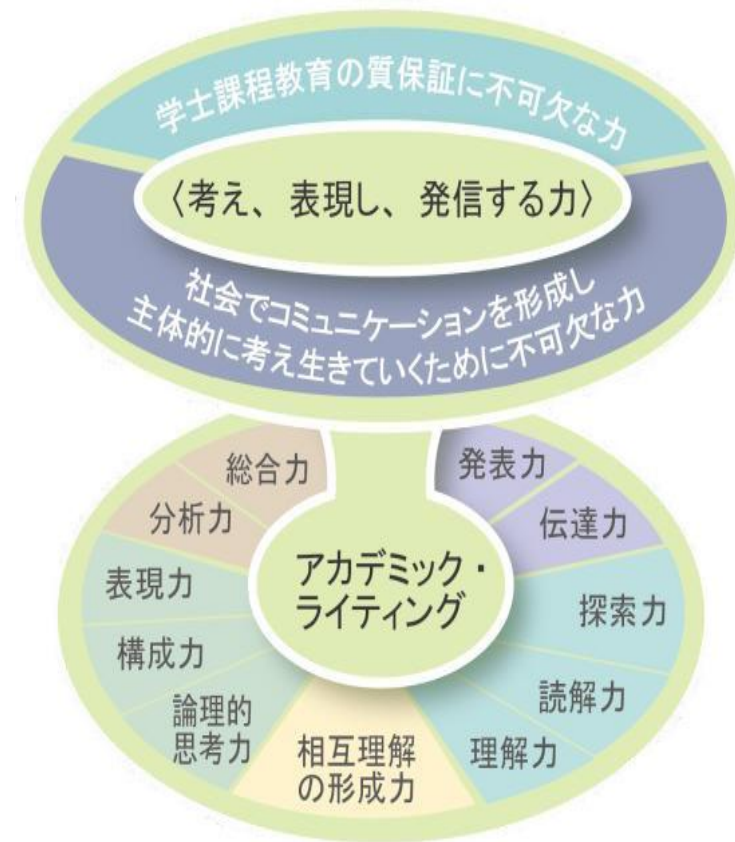 学士課程教育の質保証に不可欠な力
〈考え、表現し、発信する力〉
社会でコミュニケーションを形成し
主体的に考え生きていくために不可欠な力
総合力
分析力
表現力
構成力
論理的
思考力
相互理解
の形成力
理解力
読解力
探索力
伝達力
発表力
アカデミック・
ライティング